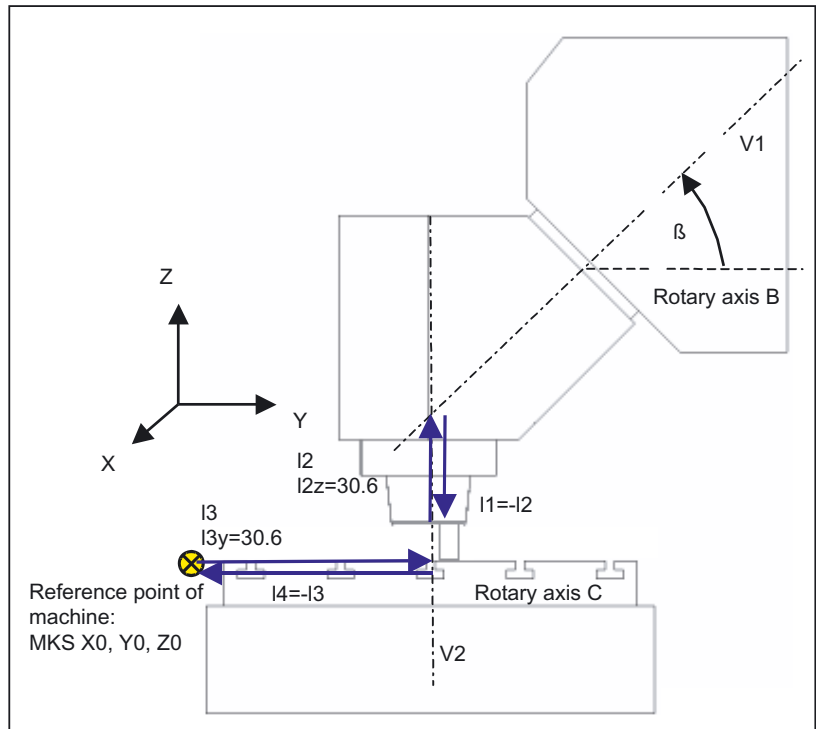 V1
ß
Rotary axis B
Z
Y
X
l2
l2z=30.6
l1=-l2
l3
l3y=30.6
Reference point of
machine:
MKS X0, Y0, Z0
l4=-l3
Rotary axis C
V2